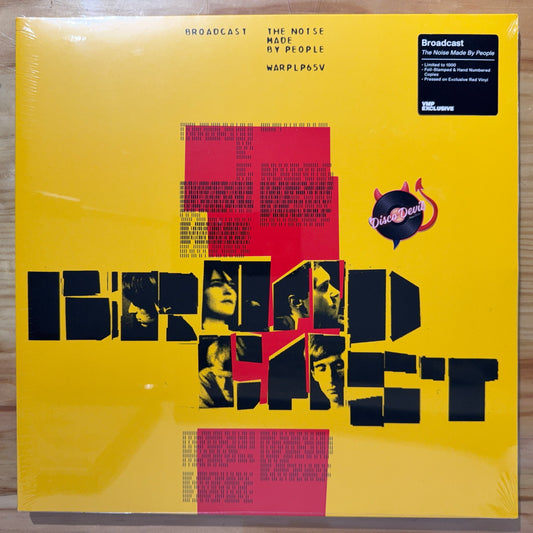 BROADCAST
THE NOISE
MADE
BY PEOPLE
WARPLP65V
Broadcast
The Noise Made By People
- Limited to 1000
- Foil-Stamped & Hand Numbered
Copies
- Pressed on Exclusive Red Vinyl
VMP
EXCLUSIVE
Disco Devil
BROAD
CAST